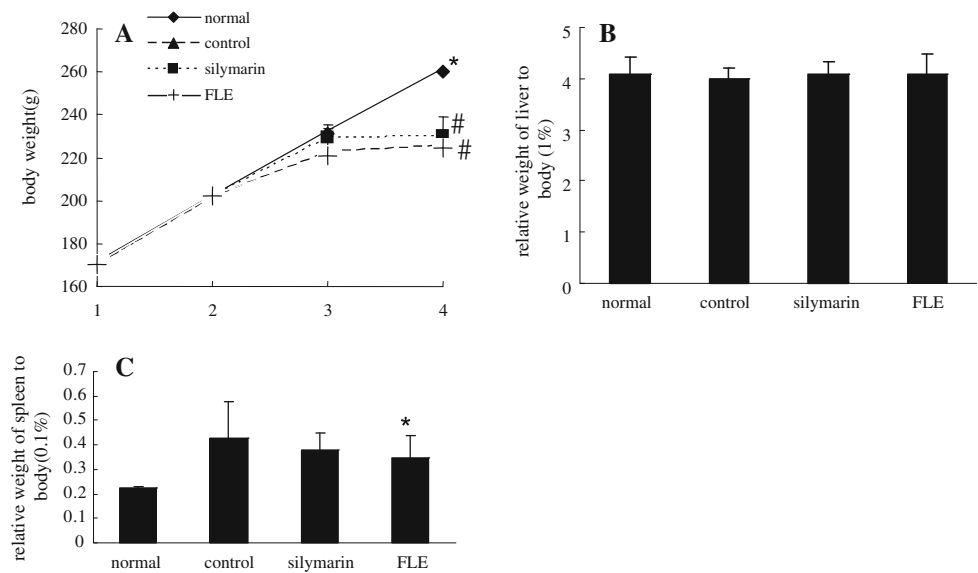 A
normal
control
silymarin
FLE
body weight(g)
260
240
220
200
180
170
160
1
2
3
4
*
#
#
B
relative weight of liver to
body (1%)
5
4
3
2
1
0
normal
control
silymarin
FLE
C
relative weight of spleen to
body(0.1%)
0.7
0.6
0.5
0.4
0.3
0.2
0.1
0
normal
control
silymarin
FLE
*